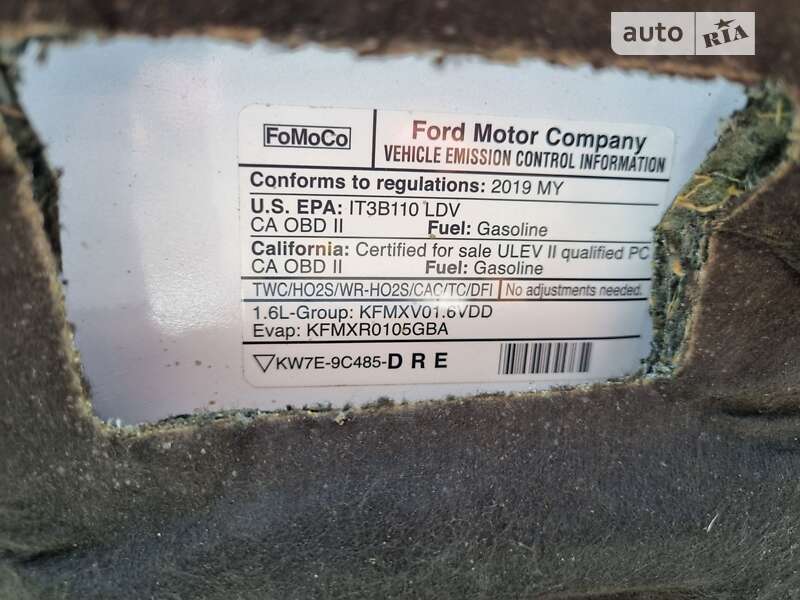 auto RIA
FoMoCo
Ford Motor Company
VEHICLE EMISSION CONTROL INFORMATION
Conforms to regulations: 2019 MY
U.S. EPA: IT3B110 LDV
CA OBD II Fuel: Gasoline
California: Certified for sale ULEV II qualified PC
CA OBD II Fuel: Gasoline
TWC/HO2S/WR-HO2S/CAC/TC/DFI No adjustments needed.
1.6L-Group: KFMXV01.6VDD
Evap: KFMXR0105GBA
KW7E-9C485-DRE